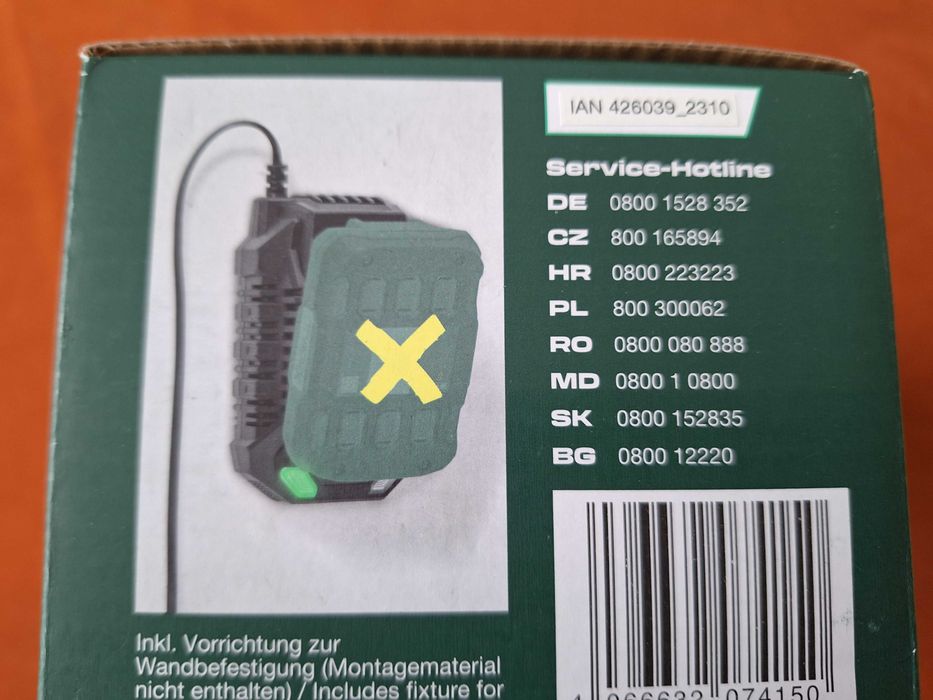 IAN 426039_2310
Service-Hotline
DE 0800 1528 352
CZ 800 165894
HR 0800 223223
PL 800 300062
RO 0800 080 888
MD 0800 1 0800
SK 0800 152835
BG 0800 12220
Inkl. Vorrichtung zur
Wandbefestigung (Montagematerial
nicht enthalten) / Includes fixture for
074150